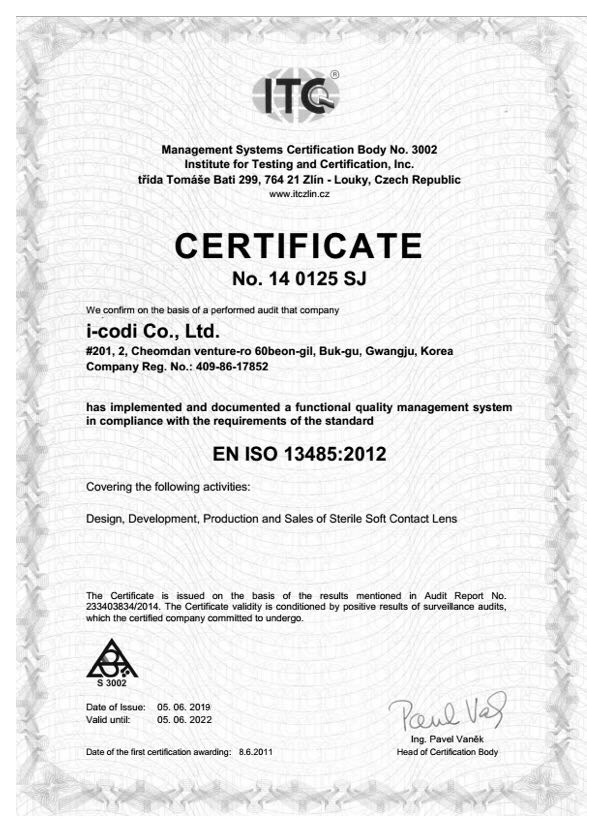 ITC ®
Management Systems Certification Body No. 3002
Institute for Testing and Certification, Inc.
třída Tomáše Bati 299, 764 21 Zlín - Louky, Czech Republic
www.itczlin.cz
CERTIFICATE
No. 14 0125 SJ
We confirm on the basis of a performed audit that company
i-codi Co., Ltd.
#201, 2, Cheomdan venture-ro 60beon-gil, Buk-gu, Gwangju, Korea
Company Reg. No.: 409-86-17852
has implemented and documented a functional quality management system
in compliance with the requirements of the standard
EN ISO 13485:2012
Covering the following activities:
Design, Development, Production and Sales of Sterile Soft Contact Lens
The Certificate is issued on the basis of the results mentioned in Audit Report No.
233403834/2014. The Certificate validity is conditioned by positive results of surveillance audits,
which the certified company committed to undergo.
S 3002
Date of Issue: 05. 06. 2019
Valid until: 05. 06. 2022
Ing. Pavel Vaněk
Date of the first certification awarding: 8.6.2011 Head of Certification Body